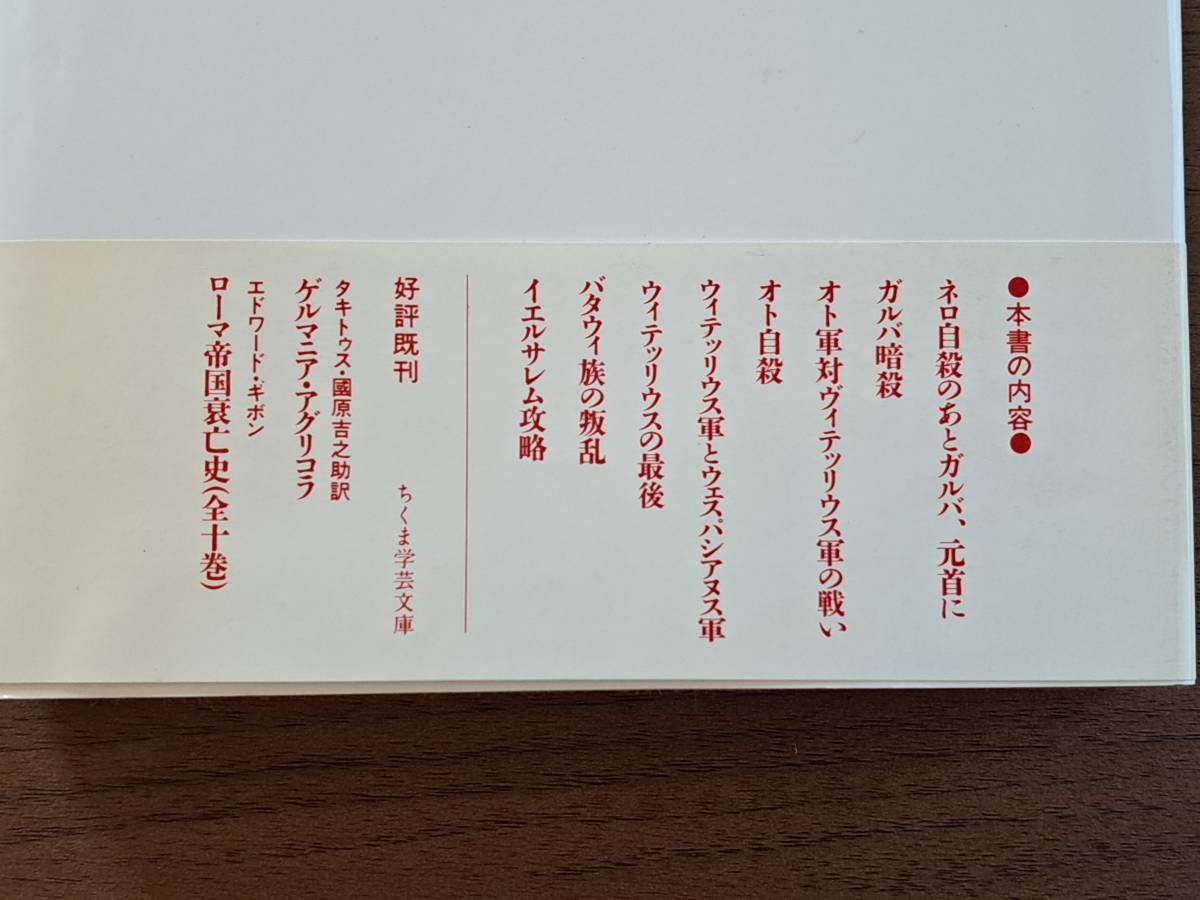 ●本書の内容●
ネロ自殺のあとガルバ、元首に
ガルバ暗殺
オト軍対ヴィテッリウス軍の戦い
オト自殺
ウィテッリウス軍とウェスパシアヌス軍
ウィテッリウスの最後
バタウィ族の叛乱
イエルサレム攻略
好評既刊 ちくま学芸文庫
タキトゥス・國原吉之助訳
ゲルマニア・アグリコラ
エドワード・ギボン
ローマ帝国衰亡史(全十巻)